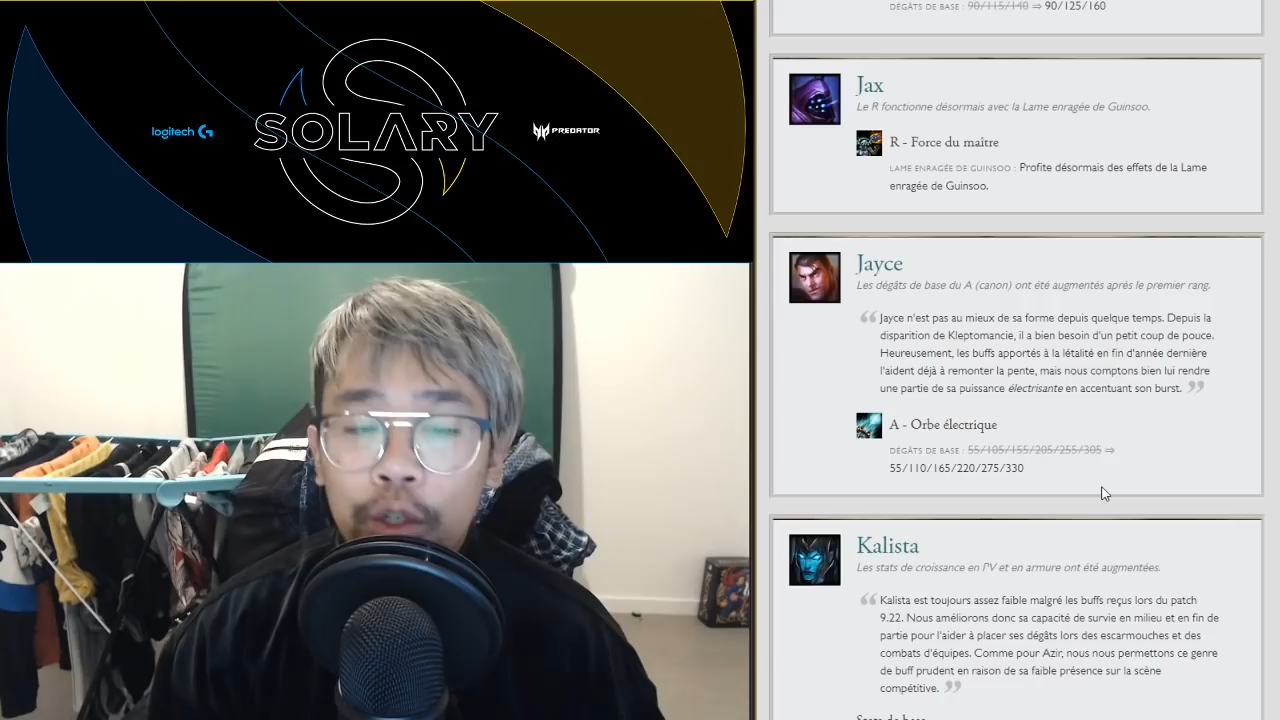 logitech G
SOLARY
PREDATOR
DÉGÂTS DE BASE : 90/115/140 ⇒ 90/125/160
Jax
Le R fonctionne désormais avec la Lame enragée de Guinsoo.
R - Force du maître
LAME ENRAGÉE DE GUINSOO : Profite désormais des effets de la Lame
enragée de Guinsoo.
Jayce
Les dégâts de base du A (canon) ont été augmentés après le premier rang.
“ Jayce n'est pas au mieux de sa forme depuis quelque temps. Depuis la
disparition de Kleptomancie, il a bien besoin d'un petit coup de pouce.
Heureusement, les buffs apportés à la létalité en fin d'année dernière
l'aident déjà à remonter la pente, mais nous comptons bien lui rendre
une partie de sa puissance électrisante en accentuant son burst. ”
A - Orbe électrique
DÉGÂTS DE BASE : 55/105/155/205/255/305 ⇒
55/110/165/220/275/330
Kalista
Les stats de croissance en PV et en armure ont été augmentées.
“ Kalista est toujours assez faible malgré les buffs reçus lors du patch
9.22. Nous améliorons donc sa capacité de survie en milieu et en fin de
partie pour l'aider à placer ses dégâts lors des escarmouches et des
combats d'équipes. Comme pour Azir, nous nous permettons ce genre
de buff prudent en raison de sa faible présence sur la scène
compétitive. ”
Stats de base